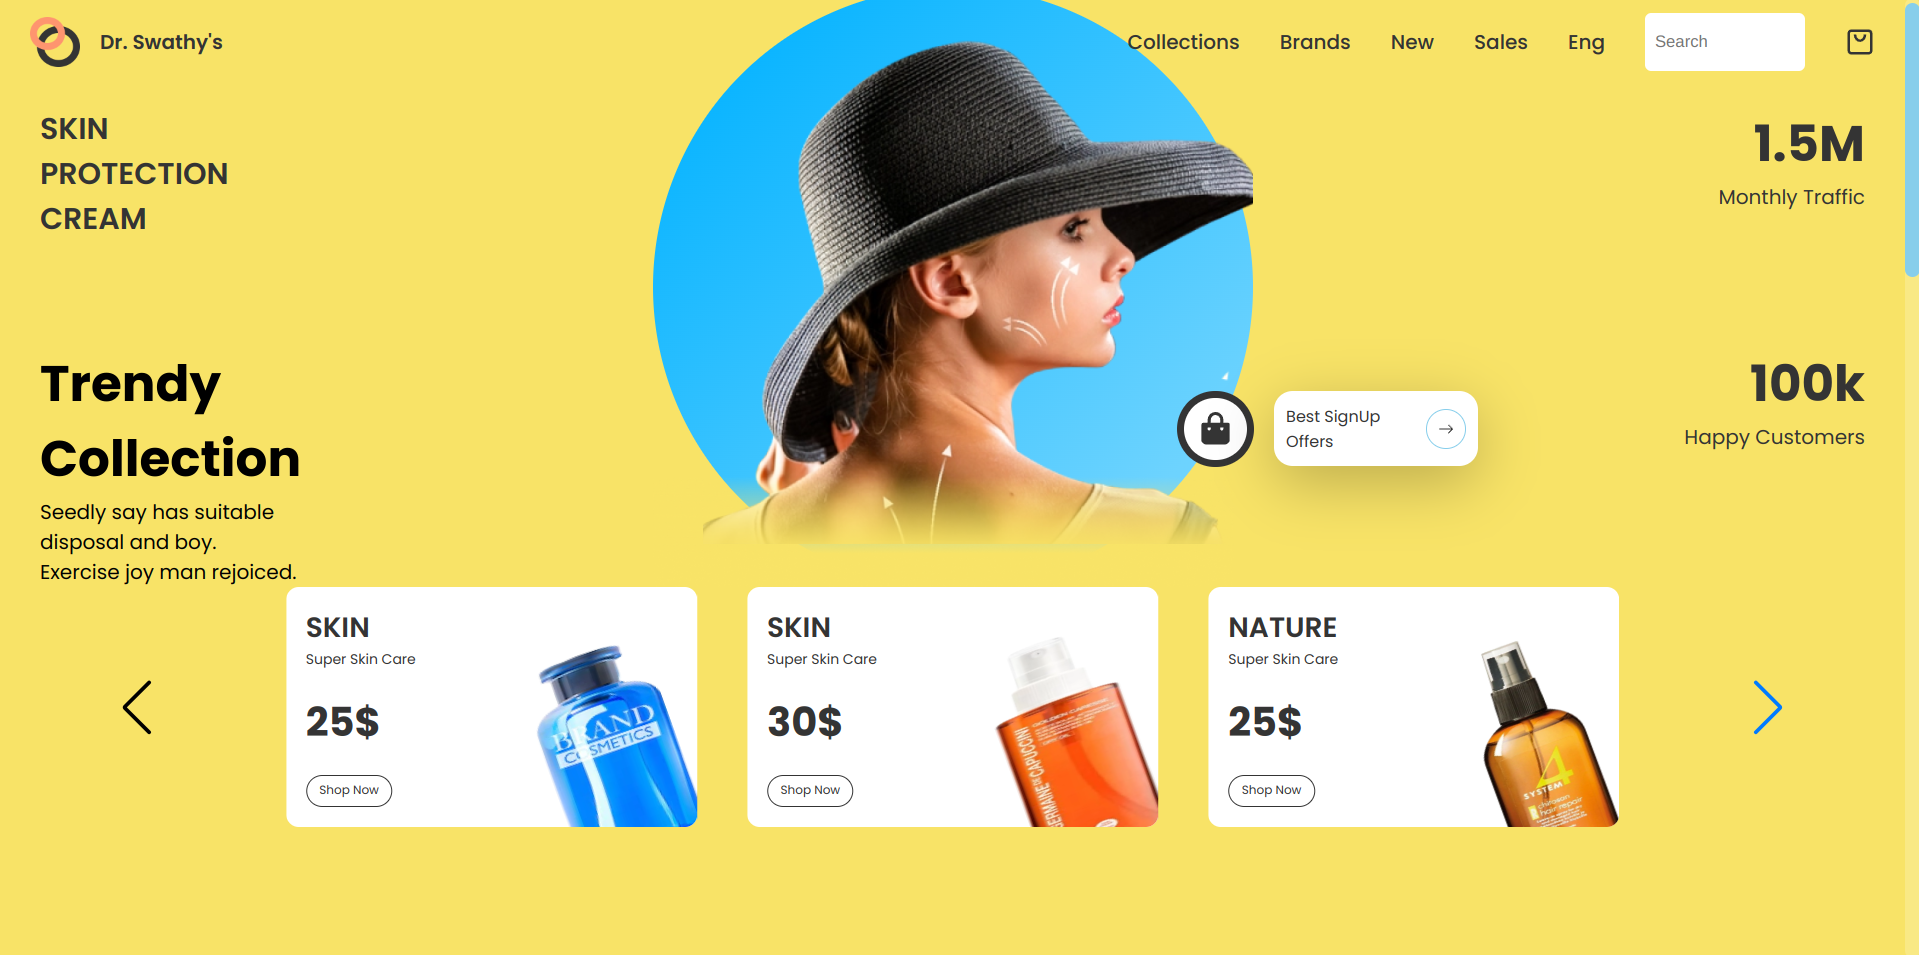 Dr. Swathy's
Collections
Brands
New
Sales
Eng
Search
SKIN
PROTECTION
CREAM
1.5M
Monthly Traffic
Trendy
Collection
Seedly say has suitable
disposal and boy.
Exercise joy man rejoiced.
Best SignUp
Offers
100k
Happy Customers
SKIN
Super Skin Care
25$
Shop Now
BRAND
COSMETICS
SKIN
Super Skin Care
30$
Shop Now
GERMAINE DE CAPUCCINI
NATURE
Super Skin Care
25$
Shop Now
4
SYSTEM
chitosan
hair repair